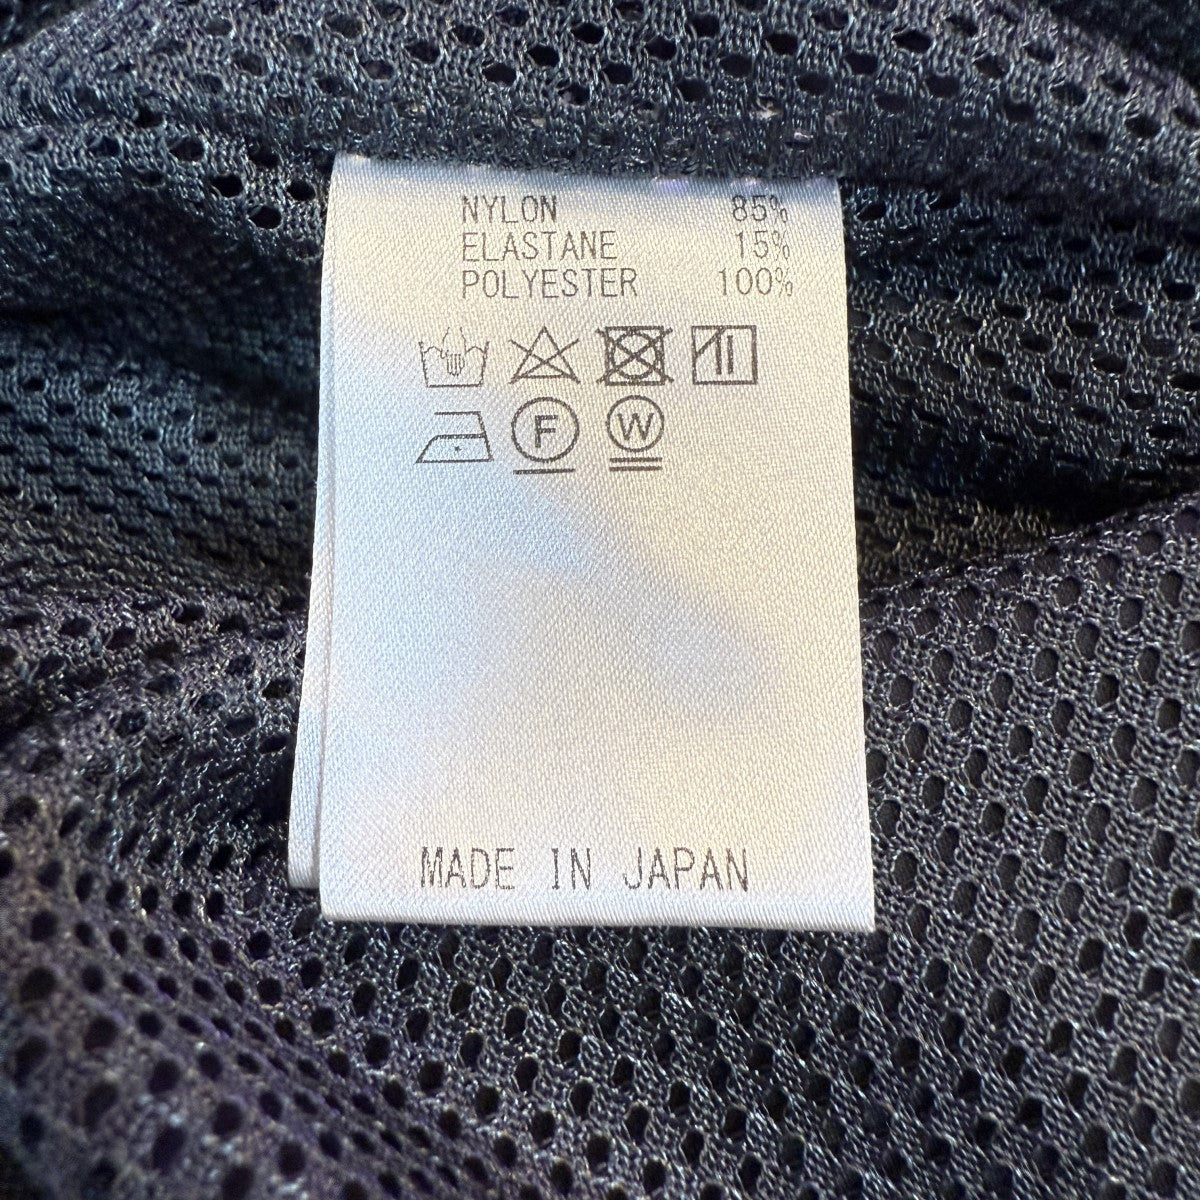 NYLON 85%
ELASTANE 15%
POLYESTER 100%
F W
MADE IN JAPAN